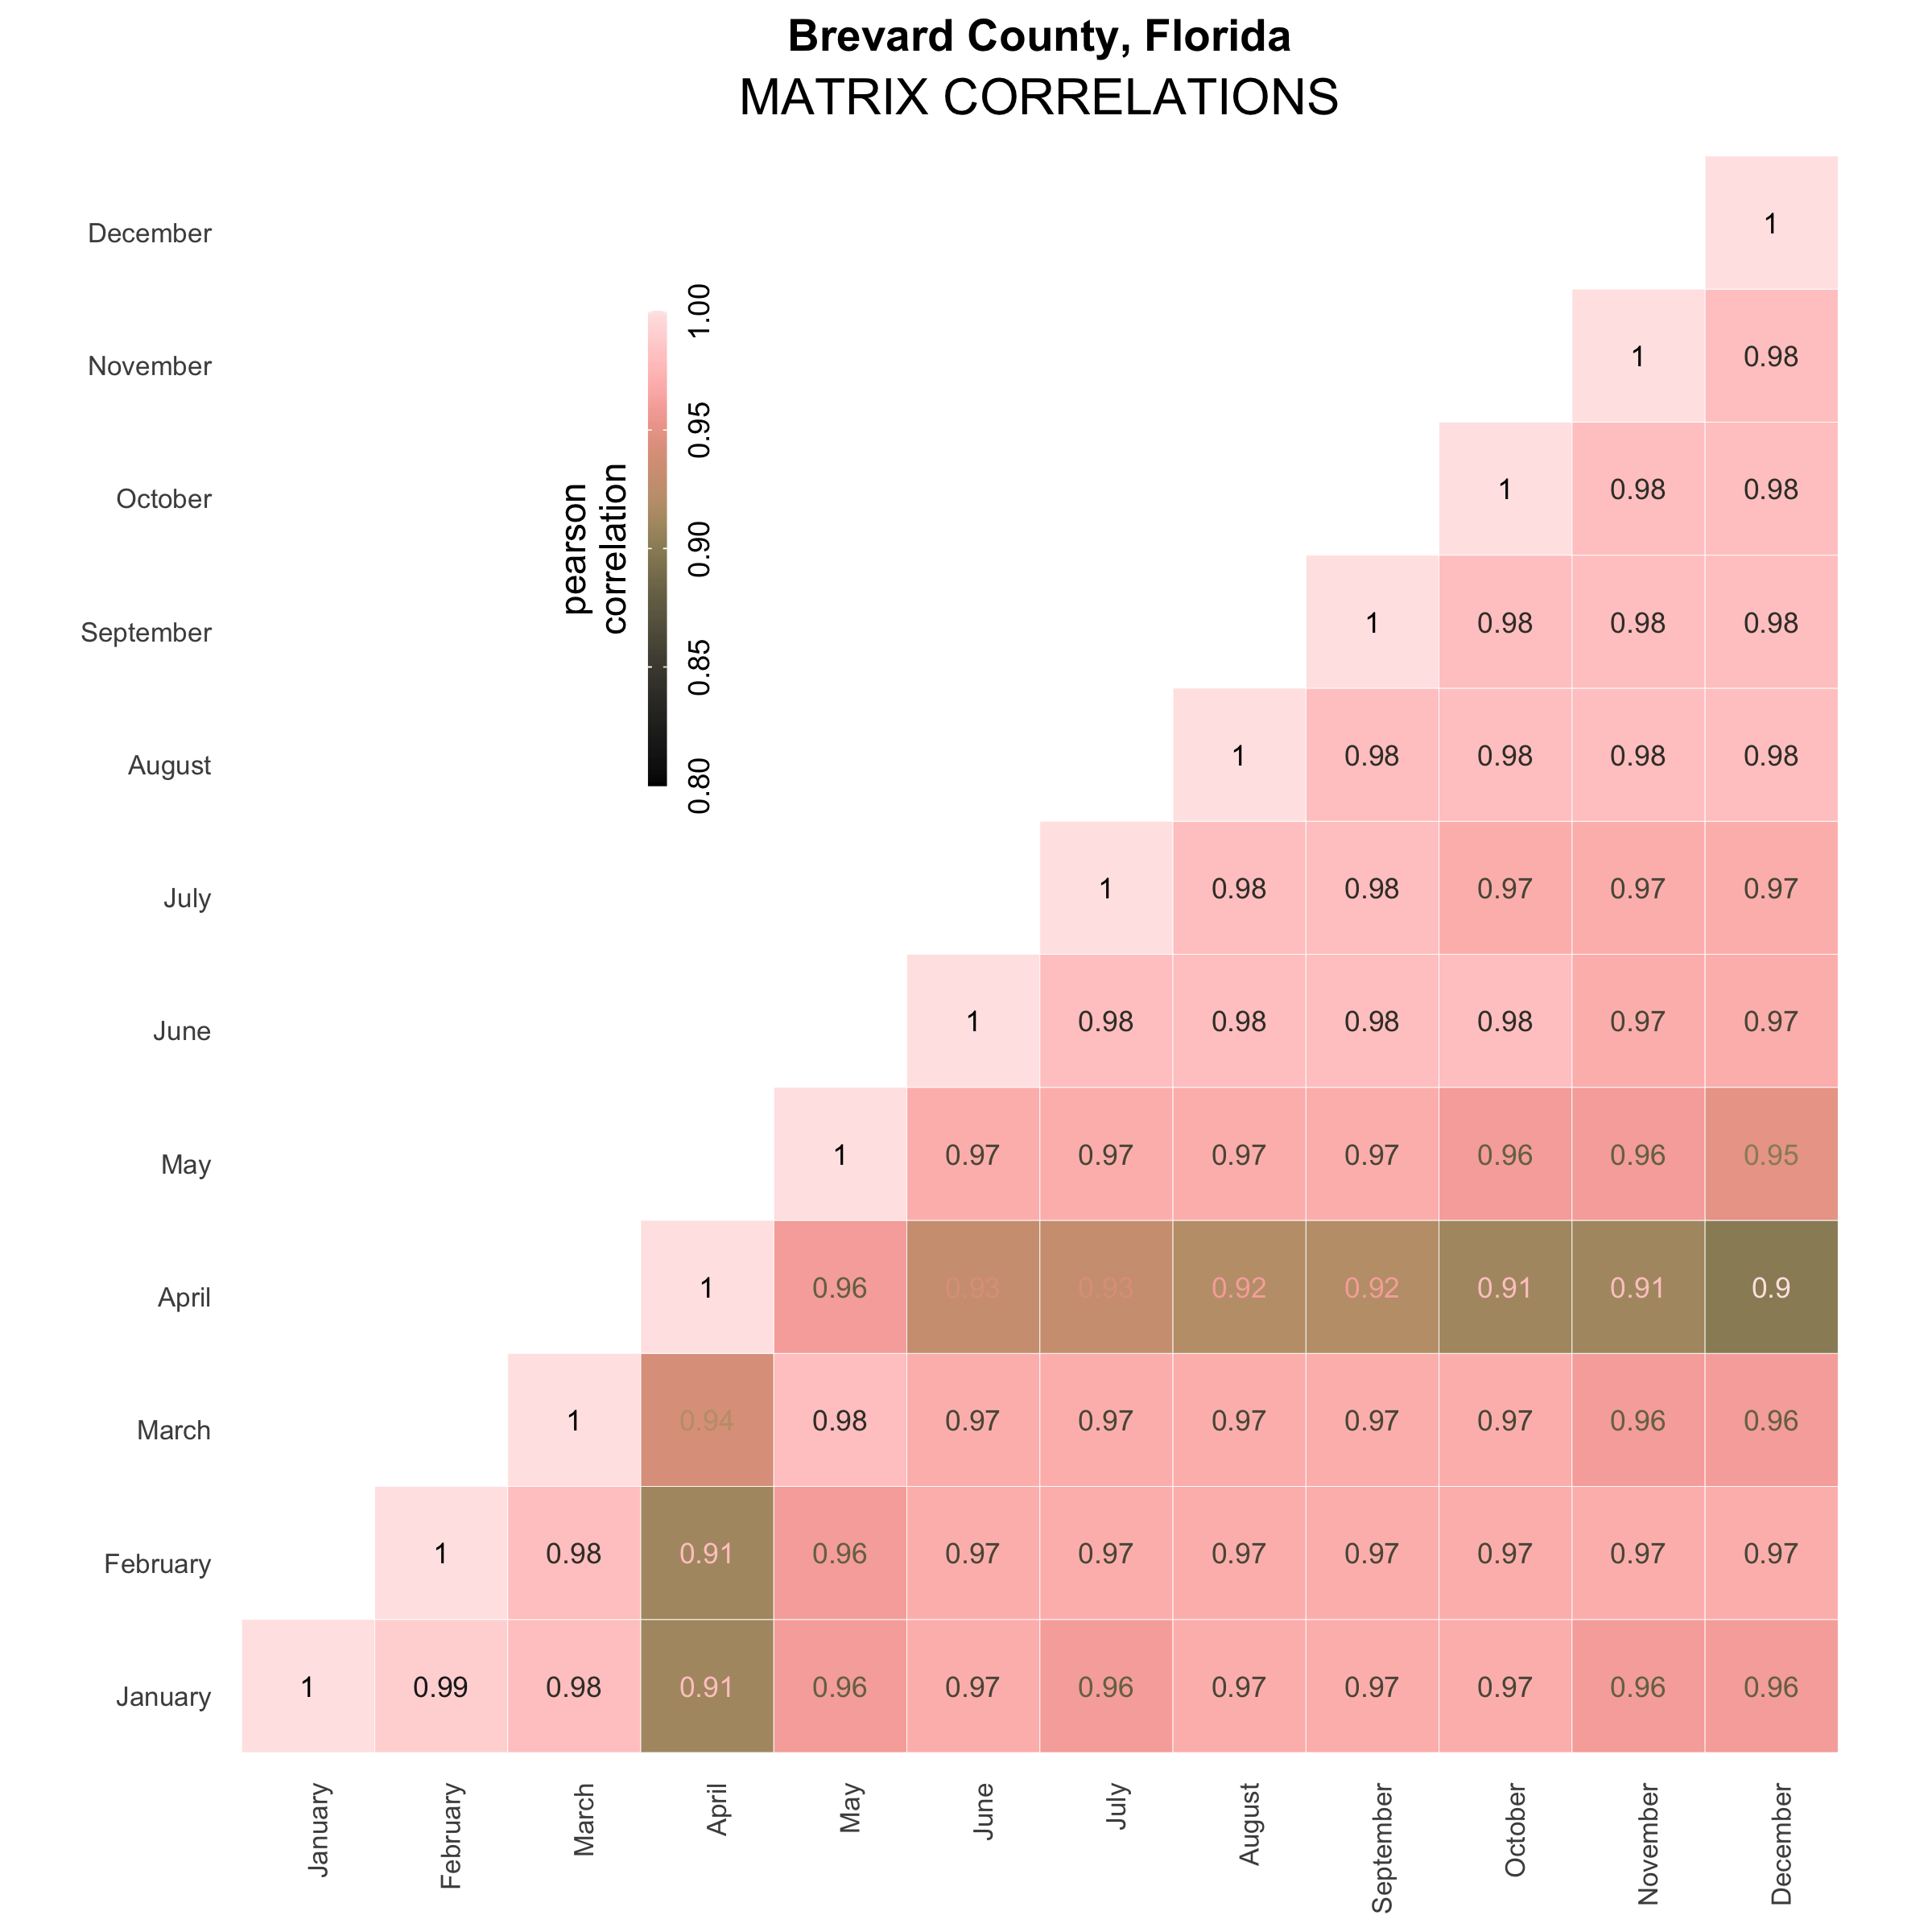 Brevard County, Florida
MATRIX CORRELATIONS
December 1
November 1 0.98
October 1 0.98 0.98
September 1 0.98 0.98 0.98
August 1 0.98 0.98 0.98 0.98
July 1 0.98 0.98 0.97 0.97 0.97
June 1 0.98 0.98 0.98 0.98 0.97 0.97
May 1 0.97 0.97 0.97 0.97 0.96 0.96 0.95
April 1 0.96 0.93 0.93 0.92 0.92 0.91 0.91 0.9
March 1 0.94 0.98 0.97 0.97 0.97 0.97 0.97 0.96 0.96
February 1 0.98 0.91 0.96 0.97 0.97 0.97 0.97 0.97 0.97 0.97
January 1 0.99 0.98 0.91 0.96 0.97 0.96 0.97 0.97 0.97 0.96 0.96
January February March April May June July August September October November December
pearson
correlation
0.80 0.85 0.90 0.95 1.00